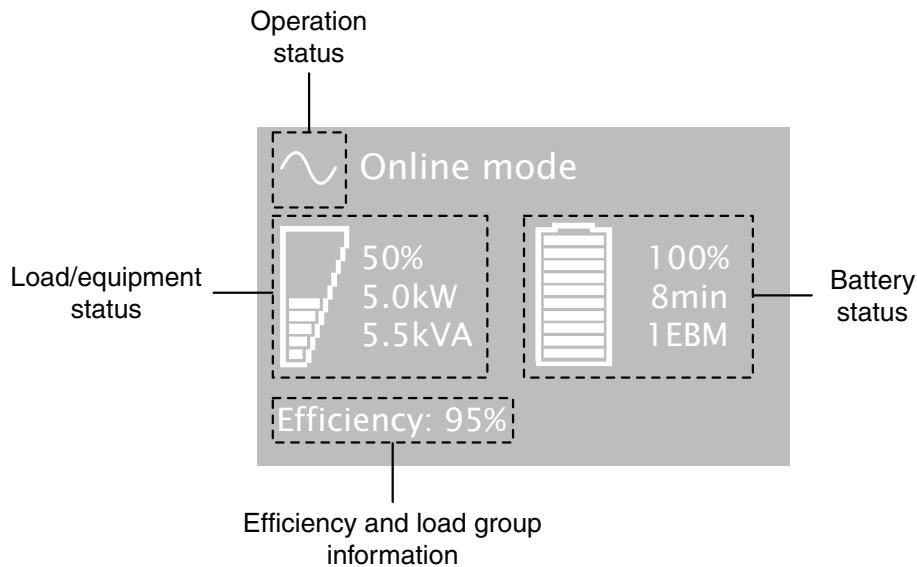 Operation
status
Online mode
Load/equipment
status
50%
5.0kW
5.5kVA
100%
8min
1EBM
Battery
status
Efficiency: 95%
Efficiency and load group
information